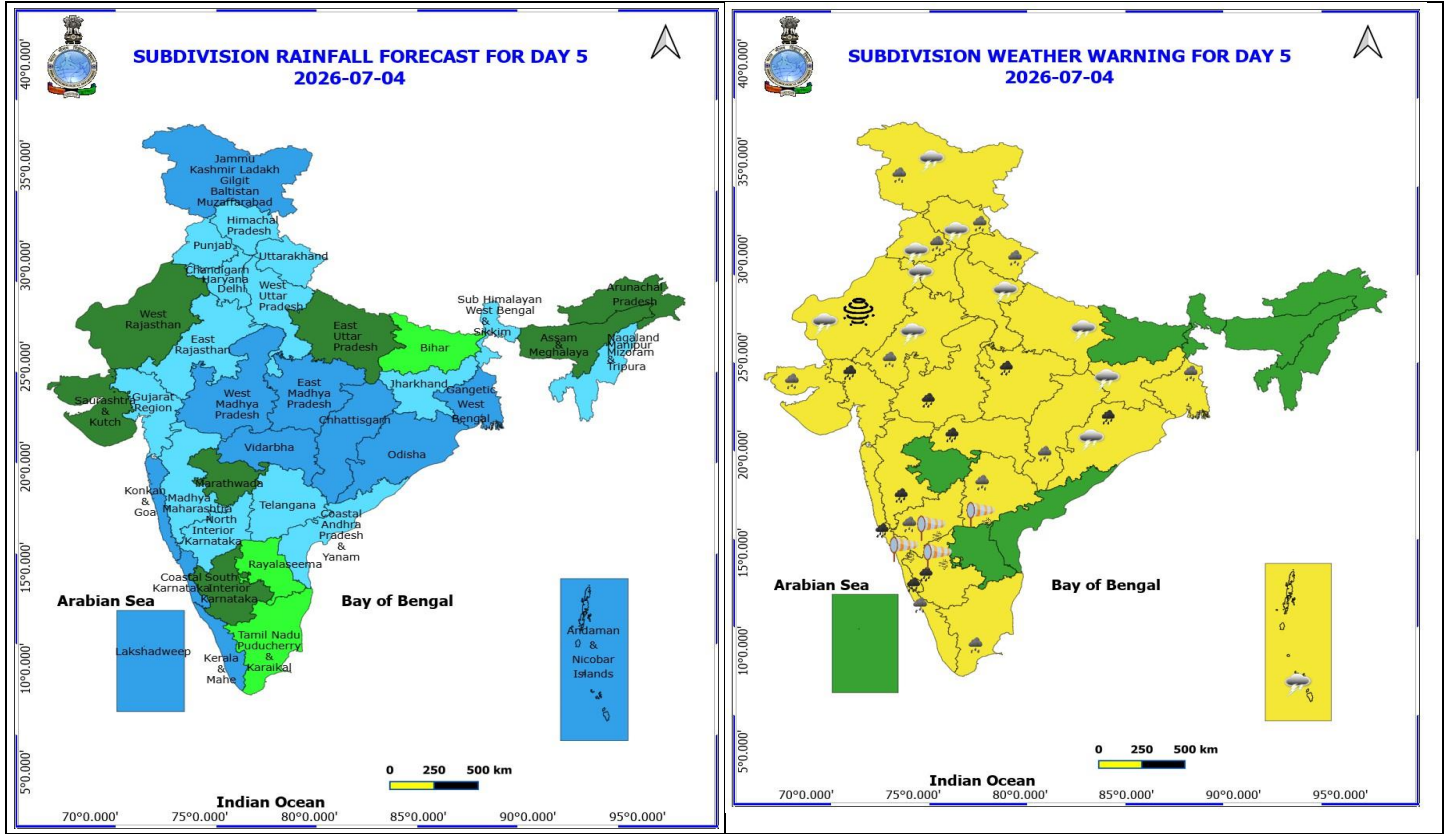 SUBDIVISION RAINFALL FORECAST FOR DAY 5
2026-07-04
40°0.000'
35°0.000'
30°0.000'
25°0.000'
20°0.000'
15°0.000'
10°0.000'
5°0.000'
Jammu
Kashmir Ladakh
Gilgit
Baltistan
Muzaffarabad
Himachal
Pradesh
Punjab
Uttarakhand
Chandigarh
Haryana
Delhi
West
Uttar
Pradesh
West
Rajasthan
East
Rajasthan
East
Uttar
Pradesh
Bihar
Sub Himalayan
West Bengal
&
Sikkim
Arunachal
Pradesh
Assam
&
Meghalaya
Nagaland
Manipur
Mizoram
&
Tripura
Saurashtra
&
Kutch
Gujarat
Region
West
Madhya
Pradesh
East
Madhya
Pradesh
Jharkhand
Gangetic
West
Bengal
Chhattisgarh
Vidarbha
Odisha
Konkan
&
Goa
Madhya
Maharashtra
Marathwada
Telangana
North
Interior
Karnataka
Coastal
Andhra
Pradesh
&
Yanam
Rayalaseema
Coastal
Karnataka
South
Interior
Karnataka
Arabian Sea
Bay of Bengal
Lakshadweep
Kerala
&
Mahe
Tamil Nadu
Puducherry
&
Karaikal
Andaman
&
Nicobar
Islands
0 250 500 km
Indian Ocean
70°0.000' 75°0.000' 80°0.000' 85°0.000' 90°0.000' 95°0.000'
SUBDIVISION WEATHER WARNING FOR DAY 5
2026-07-04
40°0.000'
35°0.000'
30°0.000'
25°0.000'
20°0.000'
15°0.000'
10°0.000'
5°0.000'
Arabian Sea
Bay of Bengal
0 250 500 km
Indian Ocean
70°0.000' 75°0.000' 80°0.000' 85°0.000' 90°0.000' 95°0.000'